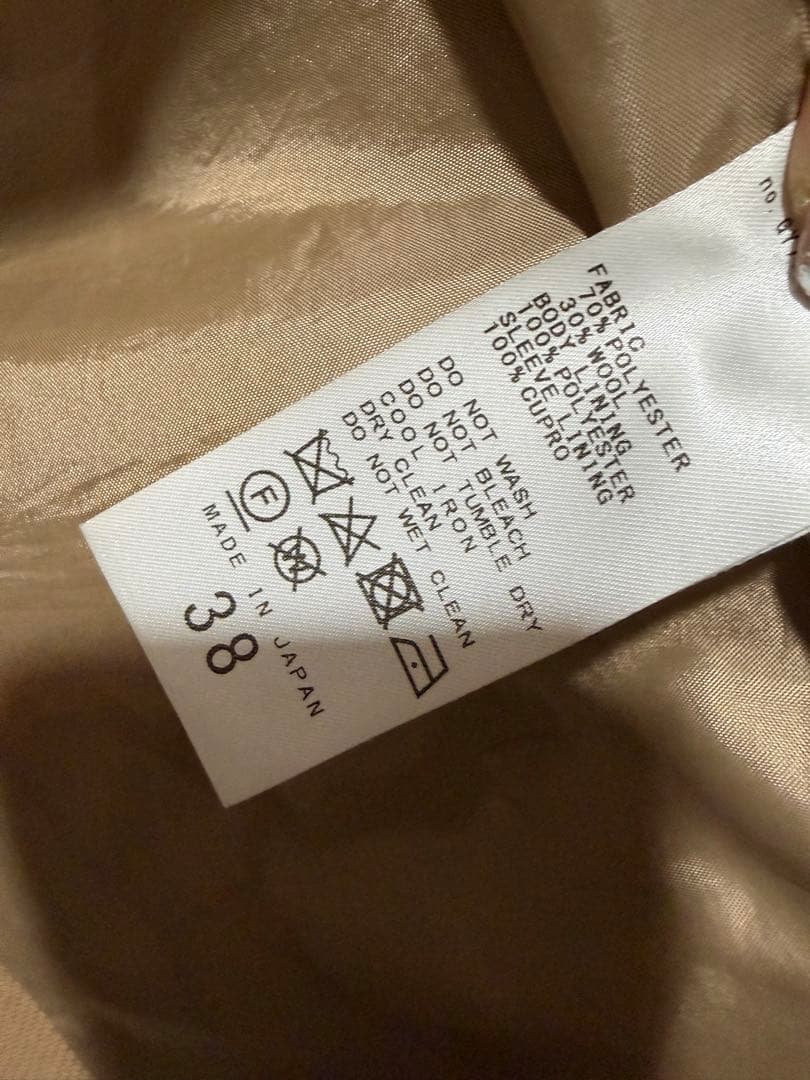 no.
FABRIC
70% POLYESTER
30% WOOL
BODY LINING
100% POLYESTER
SLEEVE LINING
100% CUPRO
DO NOT WASH
DO NOT BLEACH
DO NOT TUMBLE DRY
COOL IRON
DRY CLEAN
DO NOT WET CLEAN
F
W
MADE IN JAPAN
38